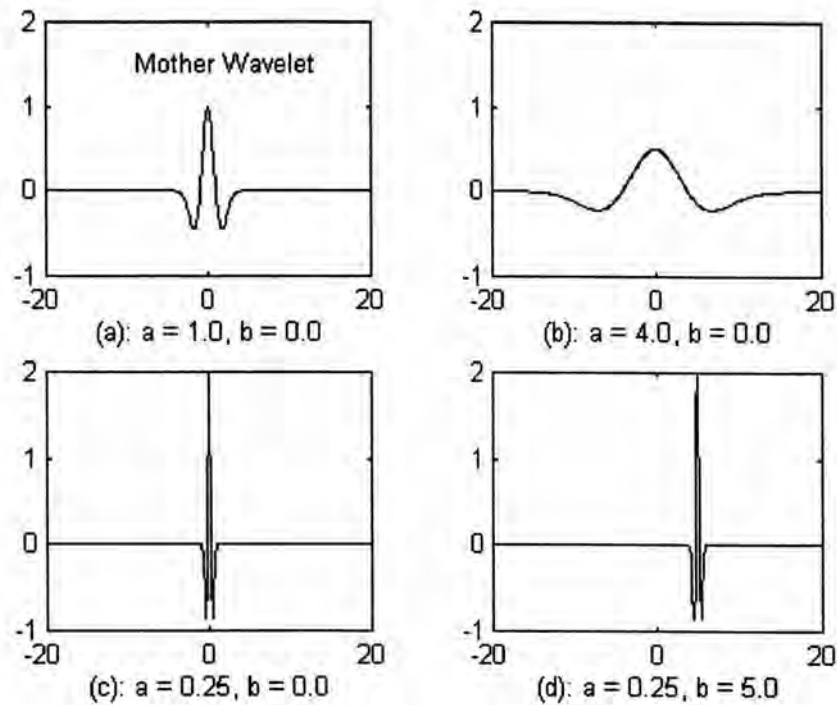 2
2
Mother Wavelet
1
1
0
0
-1
-1
-20 0 20
-20 0 20
(a): a = 1.0, b = 0.0
(b): a = 4.0, b = 0.0
2
2
1
1
0
0
-1
-1
-20 0 20
-20 0 20
(c): a = 0.25, b = 0.0
(d): a = 0.25, b = 5.0